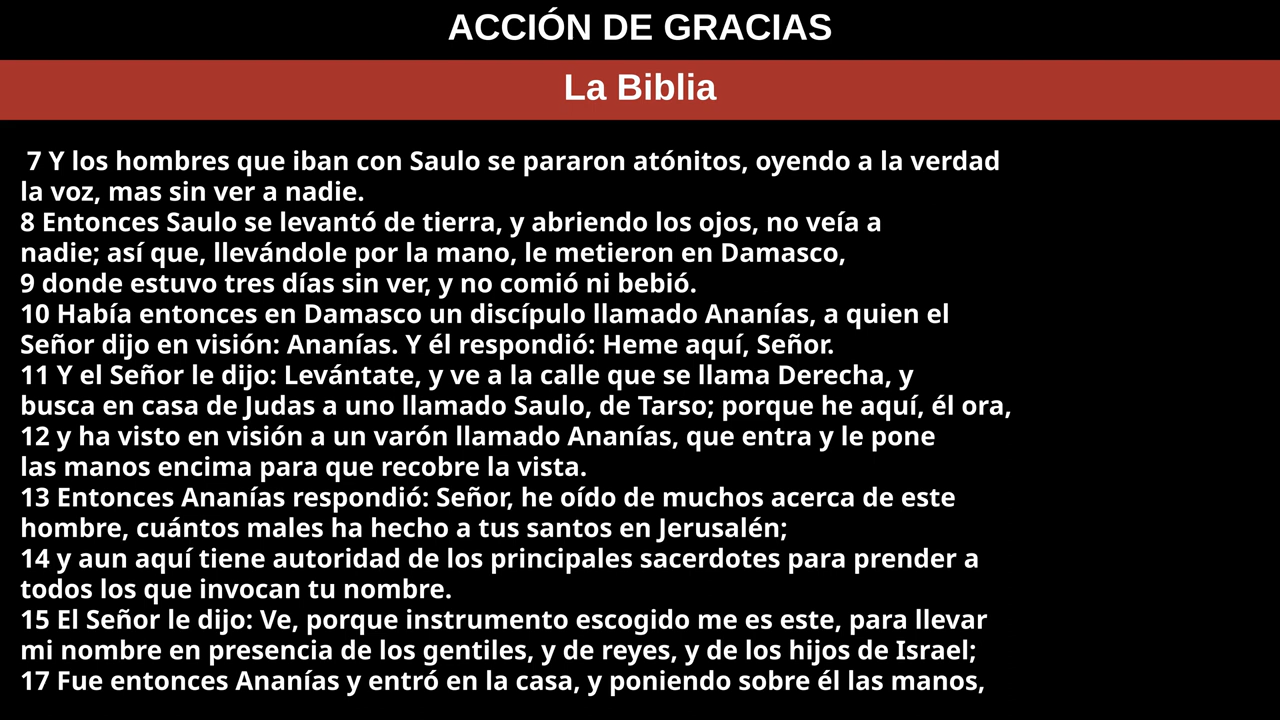 ACCIÓN DE GRACIAS
La Biblia
7 Y los hombres que iban con Saulo se pararon atónitos, oyendo a la verdad
la voz, mas sin ver a nadie.
8 Entonces Saulo se levantó de tierra, y abriendo los ojos, no veía a
nadie; así que, llevándole por la mano, le metieron en Damasco,
9 donde estuvo tres días sin ver, y no comió ni bebió.
10 Había entonces en Damasco un discípulo llamado Ananías, a quien el
Señor dijo en visión: Ananías. Y él respondió: Heme aquí, Señor.
11 Y el Señor le dijo: Levántate, y ve a la calle que se llama Derecha, y
busca en casa de Judas a uno llamado Saulo, de Tarso; porque he aquí, él ora,
12 y ha visto en visión a un varón llamado Ananías, que entra y le pone
las manos encima para que recobre la vista.
13 Entonces Ananías respondió: Señor, he oído de muchos acerca de este
hombre, cuántos males ha hecho a tus santos en Jerusalén;
14 y aun aquí tiene autoridad de los principales sacerdotes para prender a
todos los que invocan tu nombre.
15 El Señor le dijo: Ve, porque instrumento escogido me es este, para llevar
mi nombre en presencia de los gentiles, y de reyes, y de los hijos de Israel;
17 Fue entonces Ananías y entró en la casa, y poniendo sobre él las manos,